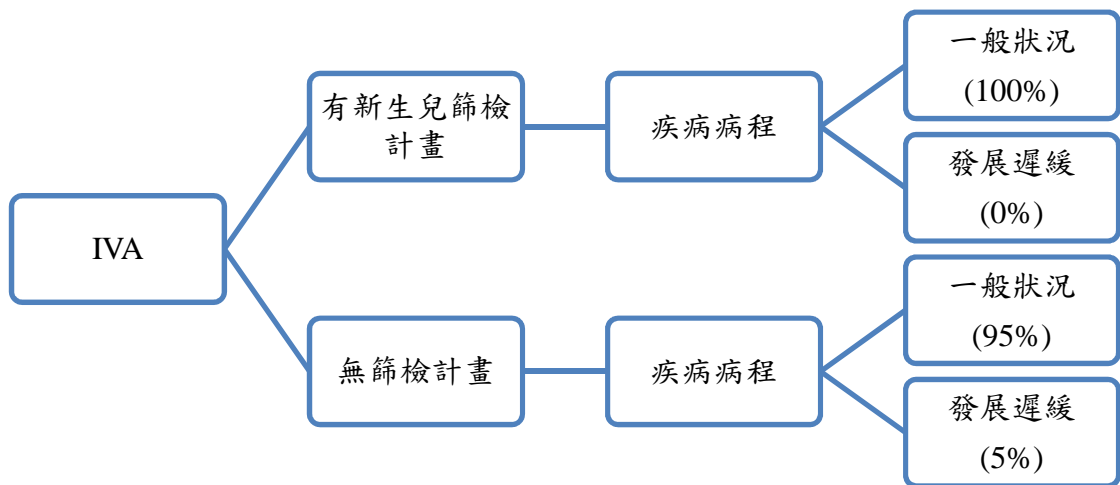 IVA
有新生兒篩檢
計畫
疾病病程
一般狀況
(100%)
發展遲緩
(0%)
無篩檢計畫
疾病病程
一般狀況
(95%)
發展遲緩
(5%)